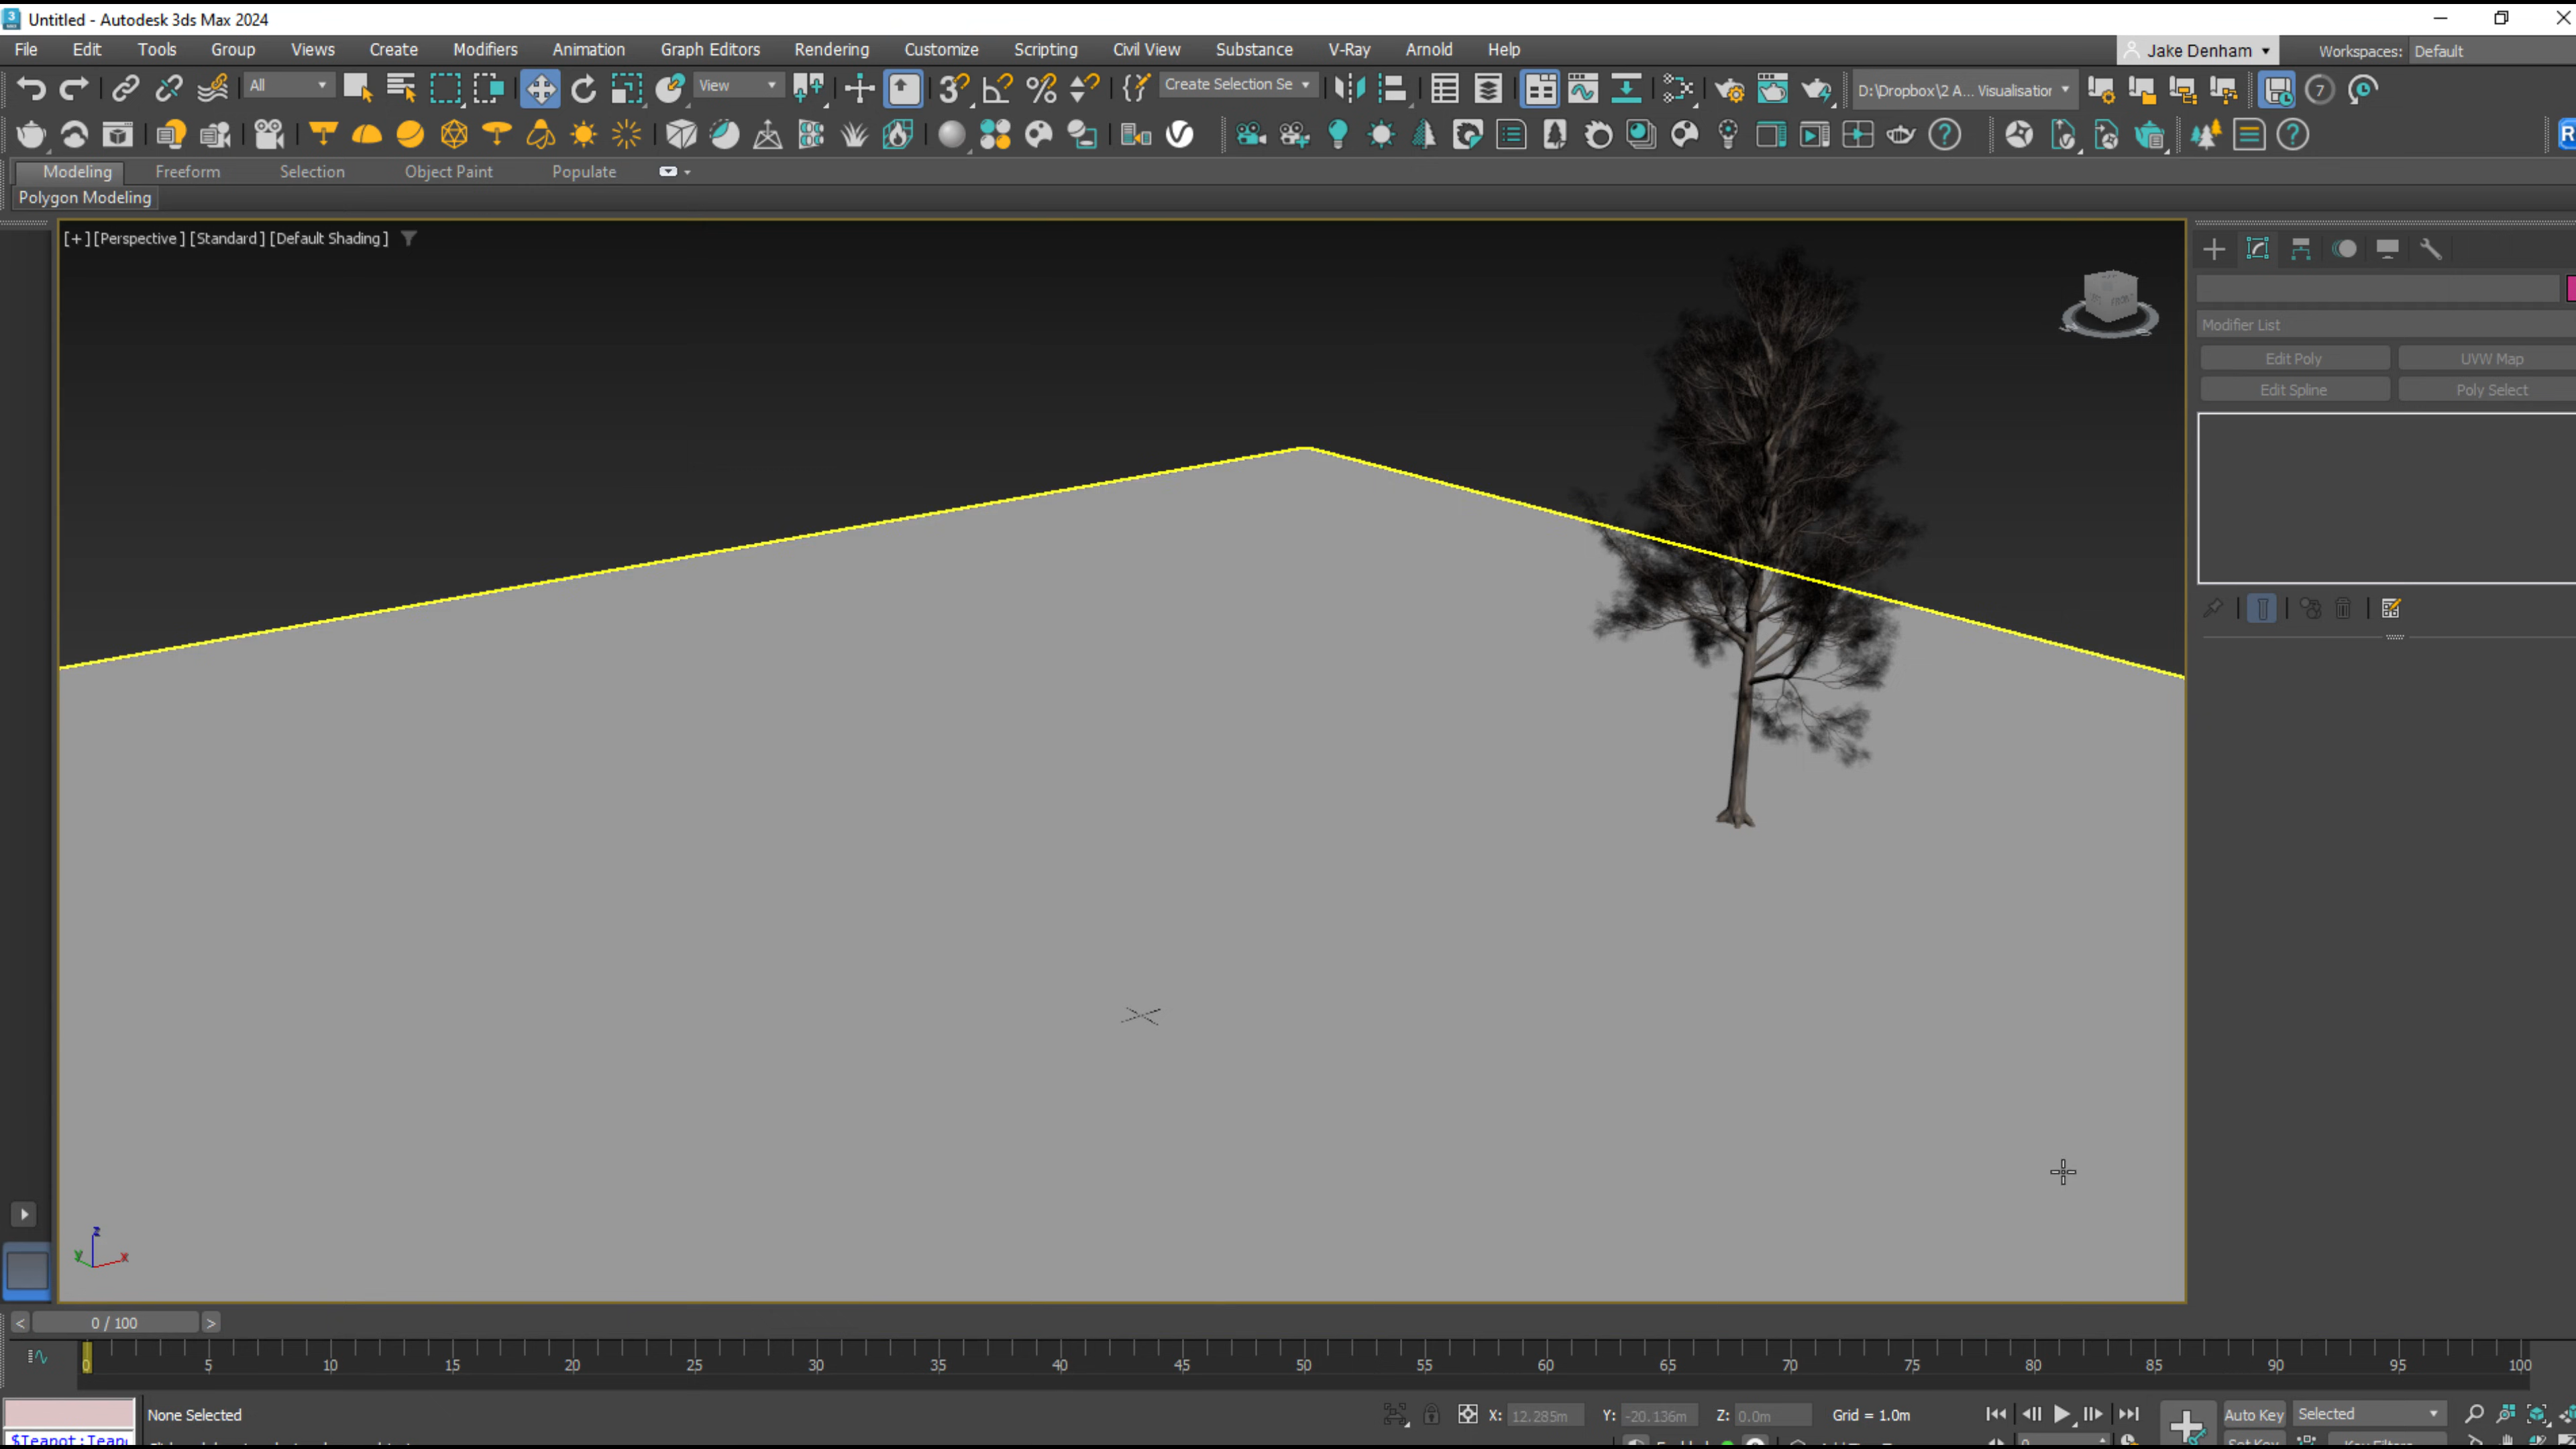 Untitled - Autodesk 3ds Max 2024
File Edit Tools Group Views Create Modifiers Animation Graph Editors Rendering Customize Scripting Civil View Substance V-Ray Arnold Help Jake Denham Workspaces: Default
All View Create Selection Se D:\Dropbox\2 A... Visualisation 7
Modeling Freeform Selection Object Paint Populate
Polygon Modeling
[+] [Perspective] [Standard] [Default Shading]
Modifier List
Edit Poly UVW Map
Edit Spline Poly Select
z
y x
< 0 / 100 >
0 5 10 15 20 25 30 35 40 45 50 55 60 65 70 75 80 85 90 95 100
None Selected X: 12.285m Y: -20.136m Z: 0.0m Grid = 1.0m Auto Key Selected